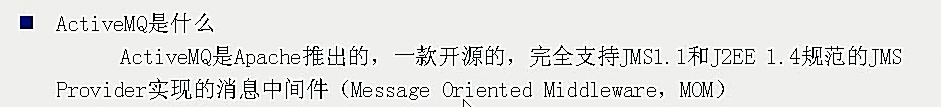 ActiveMQ是什么
ActiveMQ是Apache推出的，一款开源的，完全支持JMS1.1和J2EE 1.4规范的JMS
Provider实现的消息中间件（Message Oriented Middleware，MOM）